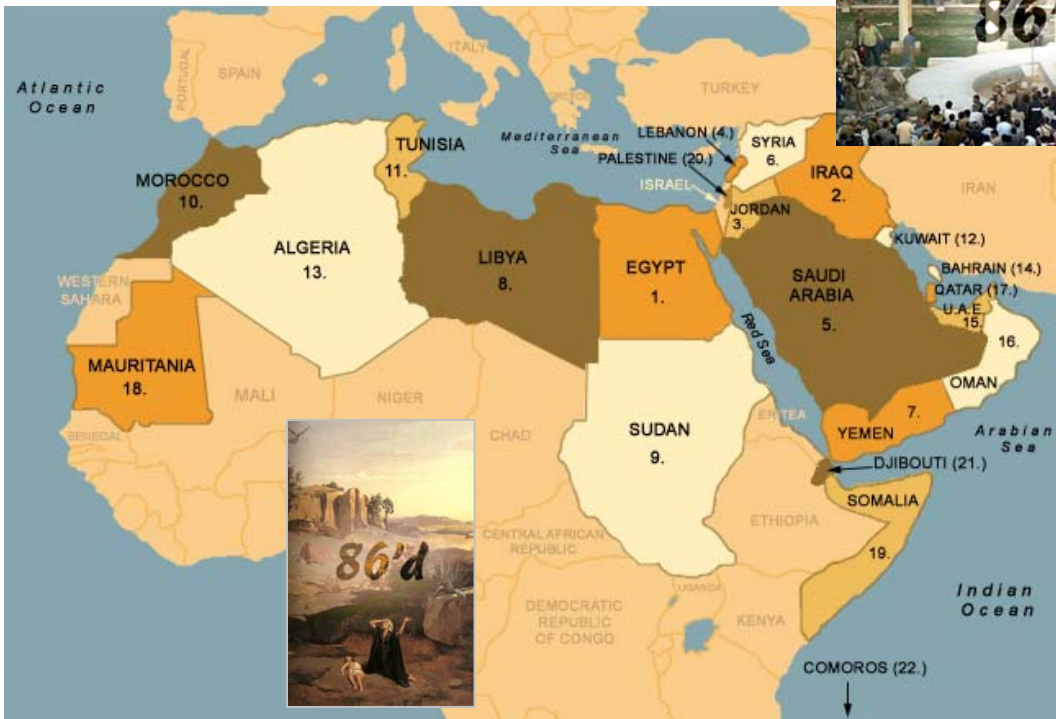 86'
Atlantic
Ocean
PORTUGAL
SPAIN
ITALY
GREECE
TURKEY
Mediterranean
Sea
LEBANON (4.)
PALESTINE (20.)
ISRAEL
SYRIA
6.
IRAQ
2.
IRAN
JORDAN
3.
KUWAIT (12.)
BAHRAIN (14.)
QATAR (17.)
U.A.E.
15.
16.
OMAN
SAUDI
ARABIA
5.
Red Sea
7.
YEMEN
Arabian
Sea
TUNISIA
11.
MOROCCO
10.
ALGERIA
13.
LIBYA
8.
EGYPT
1.
WESTERN
SAHARA
MAURITANIA
18.
MALI
NIGER
CHAD
SUDAN
9.
ERITEA
DJIBOUTI (21.)
SOMALIA
19.
ETHIOPIA
SENEGAL
CENTRAL AFRICAN
REPUBLIC
UGANDA
KENYA
DEMOCRATIC
REPUBLIC
OF CONGO
Indian
Ocean
COMOROS (22.)
86'd